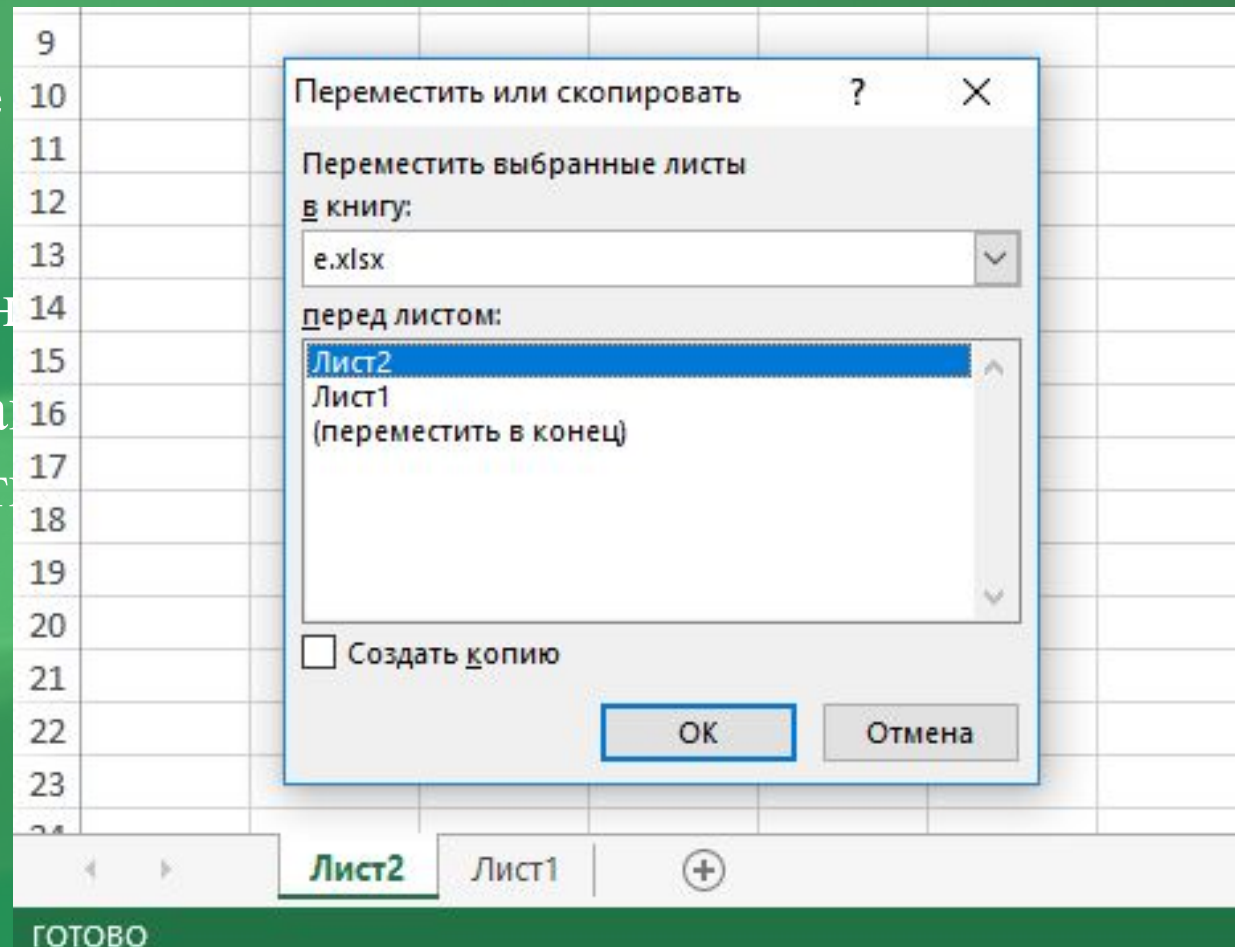 9
10
11
12
13
14
15
16
17
18
19
20
21
22
23
Переместить или скопировать ?
Переместить выбранные листы
в книгу:
e.xlsx
перед листом:
Лист2
Лист1
(переместить в конец)
Создать копию
ОК Отмена
Лист2 Лист1
ГОТОВО